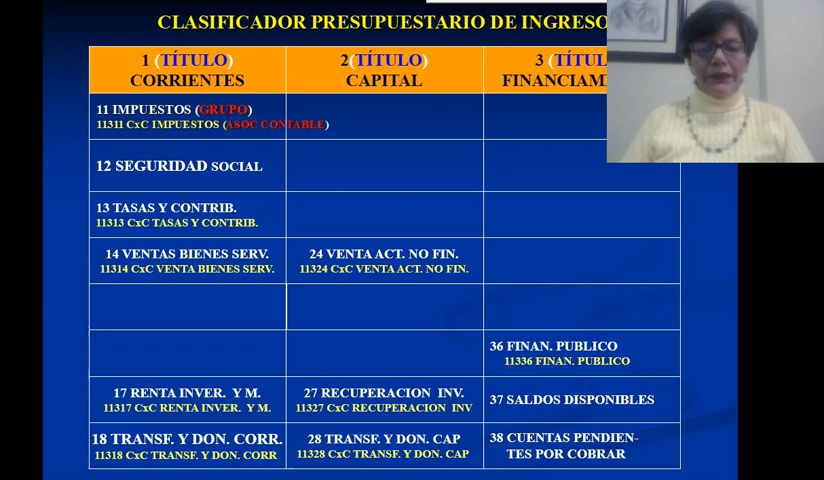 CLASIFICADOR PRESUPUESTARIO DE INGRESO
1 (TÍTULO)
CORRIENTES
2(TÍTULO)
CAPITAL
3 (TÍTUL
FINANCIAM
11 IMPUESTOS (GRUPO)
11311 CxC IMPUESTOS (ASOC CONTABLE)
12 SEGURIDAD SOCIAL
13 TASAS Y CONTRIB.
11313 CxC TASAS Y CONTRIB.
14 VENTAS BIENES SERV.
11314 CxC VENTA BIENES SERV.
24 VENTA ACT. NO FIN.
11324 CxC VENTA ACT. NO FIN.
36 FINAN. PUBLICO
11336 FINAN. PUBLICO
17 RENTA INVER. Y M.
11317 CxC RENTA INVER. Y M.
27 RECUPERACION INV.
11327 CxC RECUPERACION INV
37 SALDOS DISPONIBLES
18 TRANSF. Y DON. CORR.
11318 CxC TRANSF. Y DON. CORR
28 TRANSF. Y DON. CAP
11328 CxC TRANSF. Y DON. CAP
38 CUENTAS PENDIEN-
TES POR COBRAR